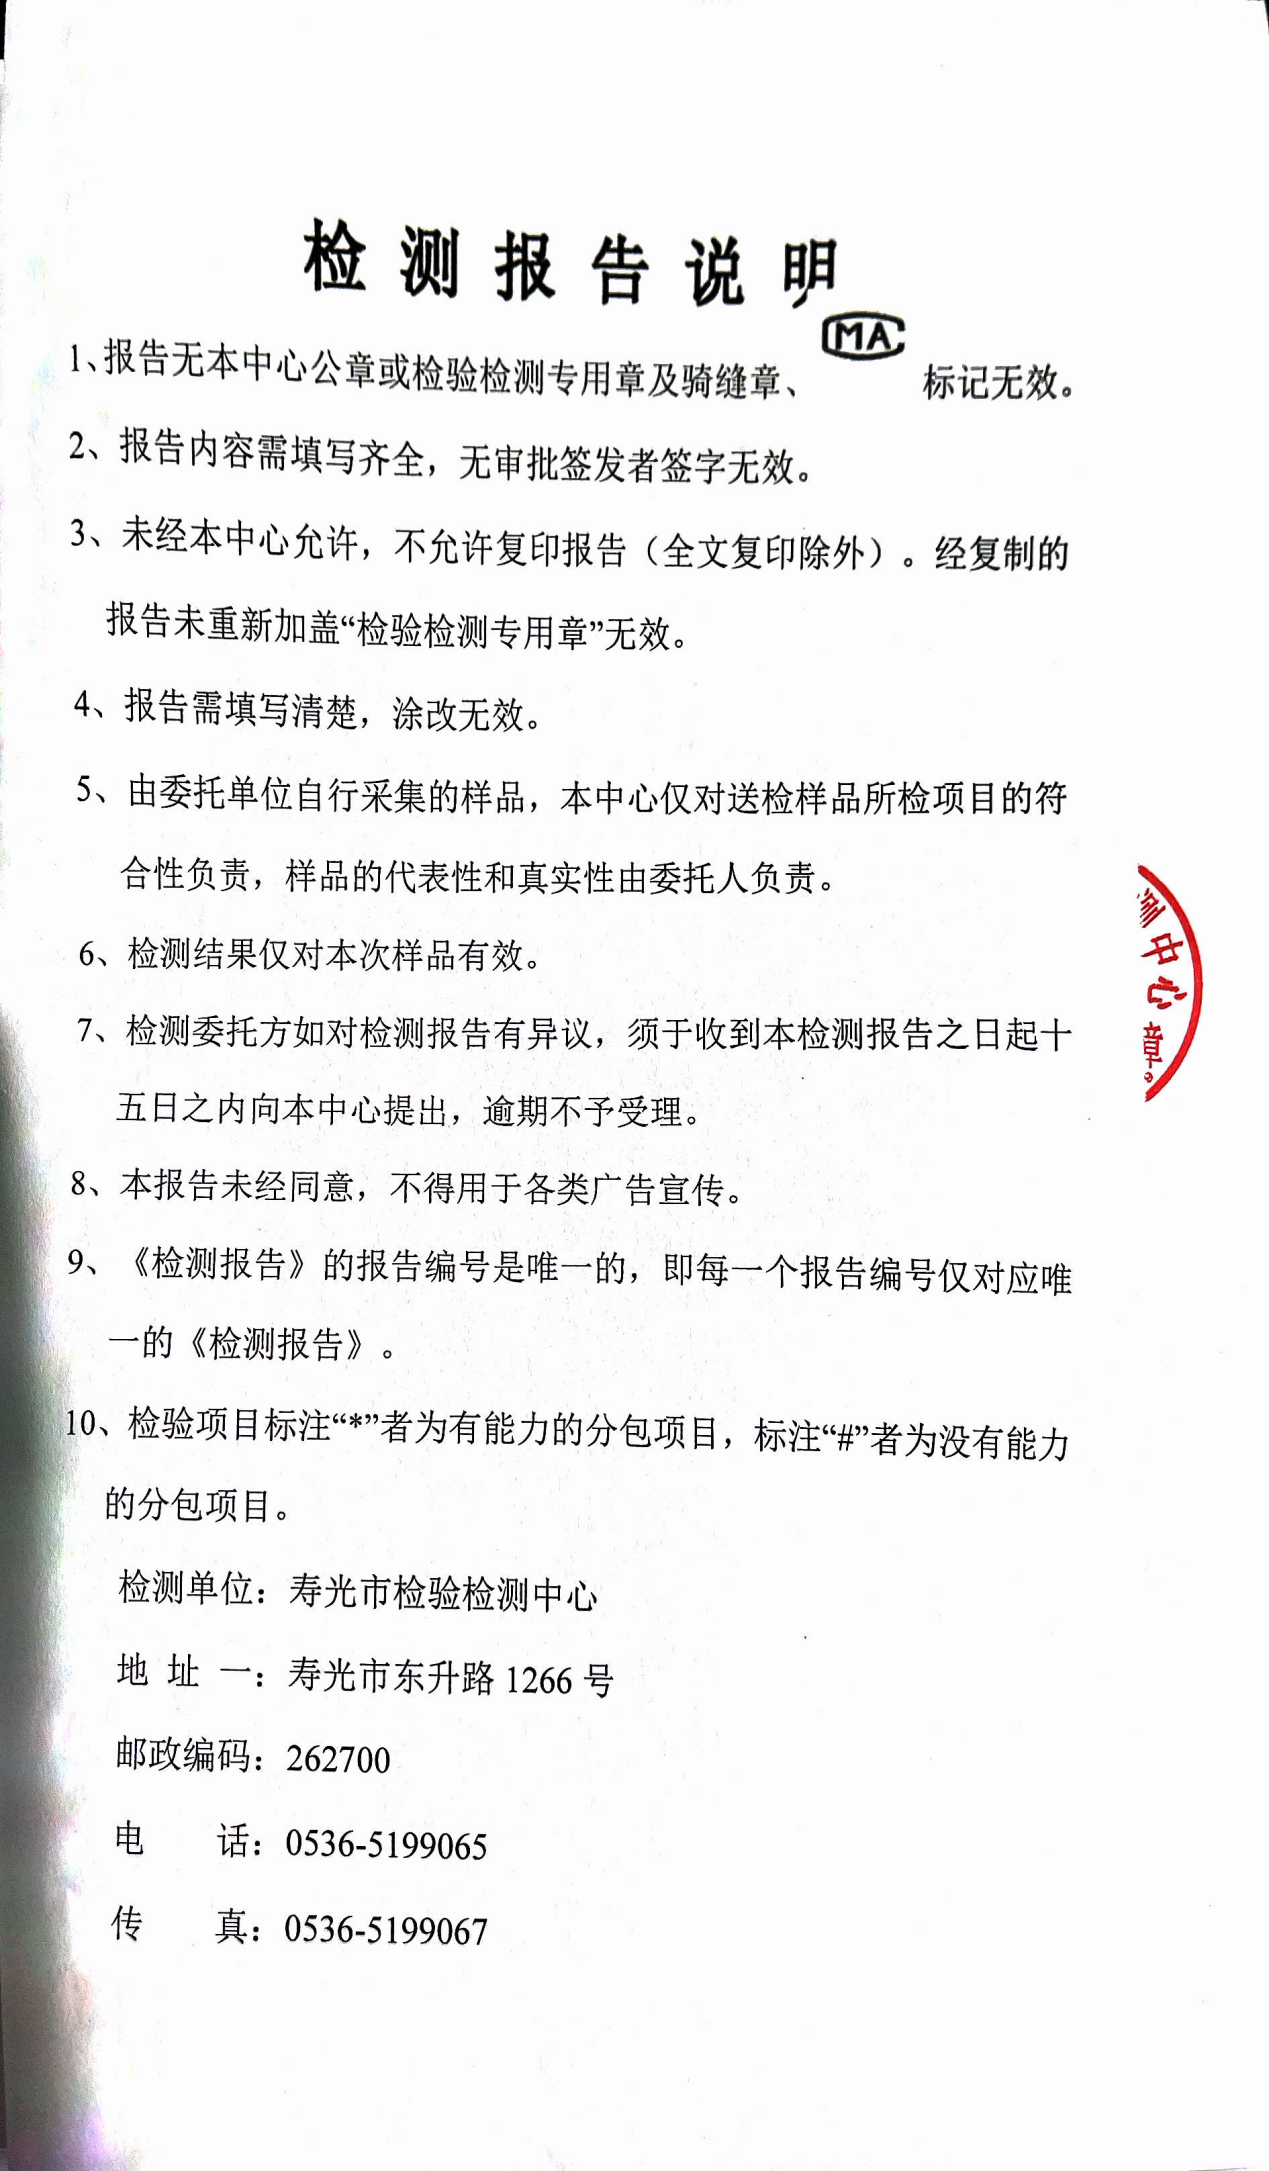 检测报告说明
1、报告无本中心公章或检验检测专用章及骑缝章、MA 标记无效。
2、报告内容需填写齐全，无审批签发者签字无效。
3、未经本中心允许，不允许复印报告（全文复印除外）。经复制的
报告未重新加盖“检验检测专用章”无效。
4、报告需填写清楚，涂改无效。
5、由委托单位自行采集的样品，本中心仅对送检样品所检项目的符
合性负责，样品的代表性和真实性由委托人负责。
6、检测结果仅对本次样品有效。
7、检测委托方如对检测报告有异议，须于收到本检测报告之日起十
五日之内向本中心提出，逾期不予受理。
8、本报告未经同意，不得用于各类广告宣传。
9、《检测报告》的报告编号是唯一的，即每一个报告编号仅对应唯
一的《检测报告》。
10、检验项目标注“*”者为有能力的分包项目，标注“#”者为没有能力
的分包项目。
检测单位：寿光市检验检测中心
地 址 一：寿光市东升路 1266 号
邮政编码：262700
电 话：0536-5199065
传 真：0536-5199067
中心
章